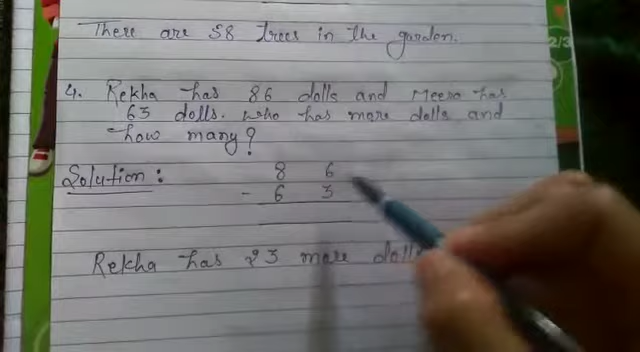 There are 58 trees in the garden.
4. Rekha has 86 dolls and Meera has
63 dolls. Who has more dolls and
how many?
Solution: 8 6
- 6 3
Rekha has 23 more dolls